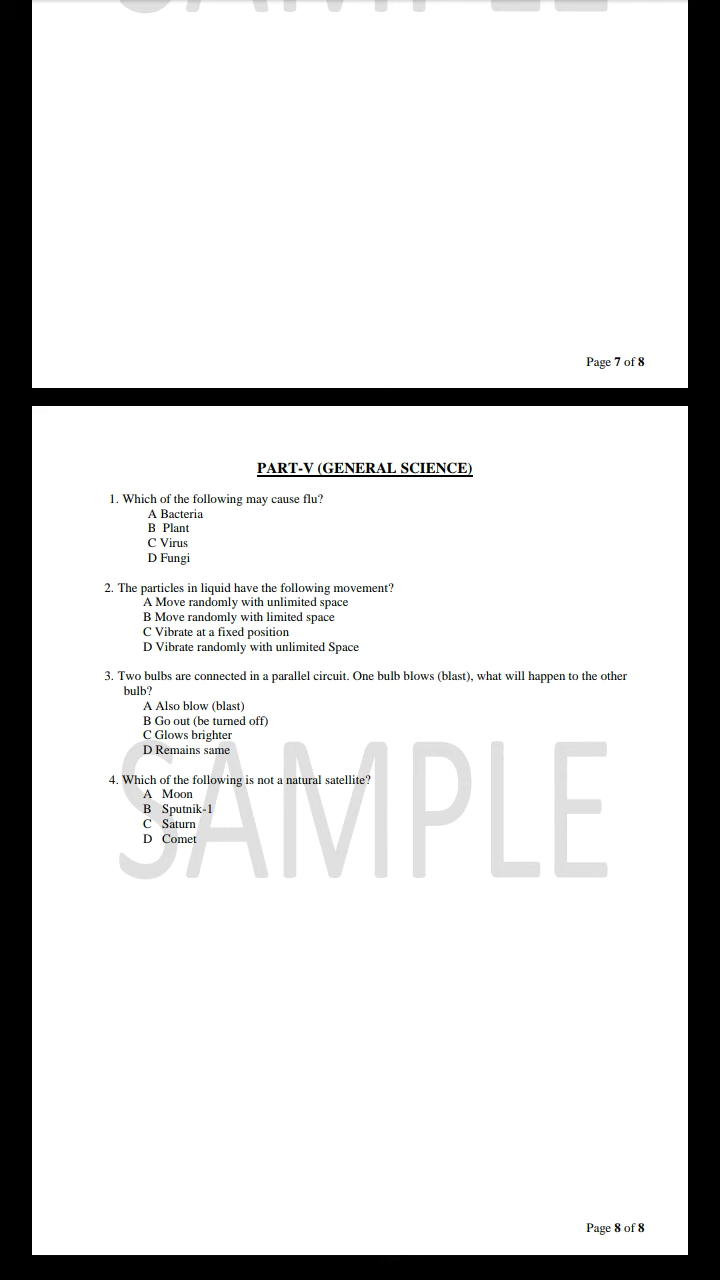 Page 7 of 8
PART-V (GENERAL SCIENCE)
1. Which of the following may cause flu?
A Bacteria
B Plant
C Virus
D Fungi
2. The particles in liquid have the following movement?
A Move randomly with unlimited space
B Move randomly with limited space
C Vibrate at a fixed position
D Vibrate randomly with unlimited Space
3. Two bulbs are connected in a parallel circuit. One bulb blows (blast), what will happen to the other
bulb?
A Also blow (blast)
B Go out (be turned off)
C Glows brighter
D Remains same
4. Which of the following is not a natural satellite?
A Moon
B Sputnik-1
C Saturn
D Comet
SAMPLE
Page 8 of 8